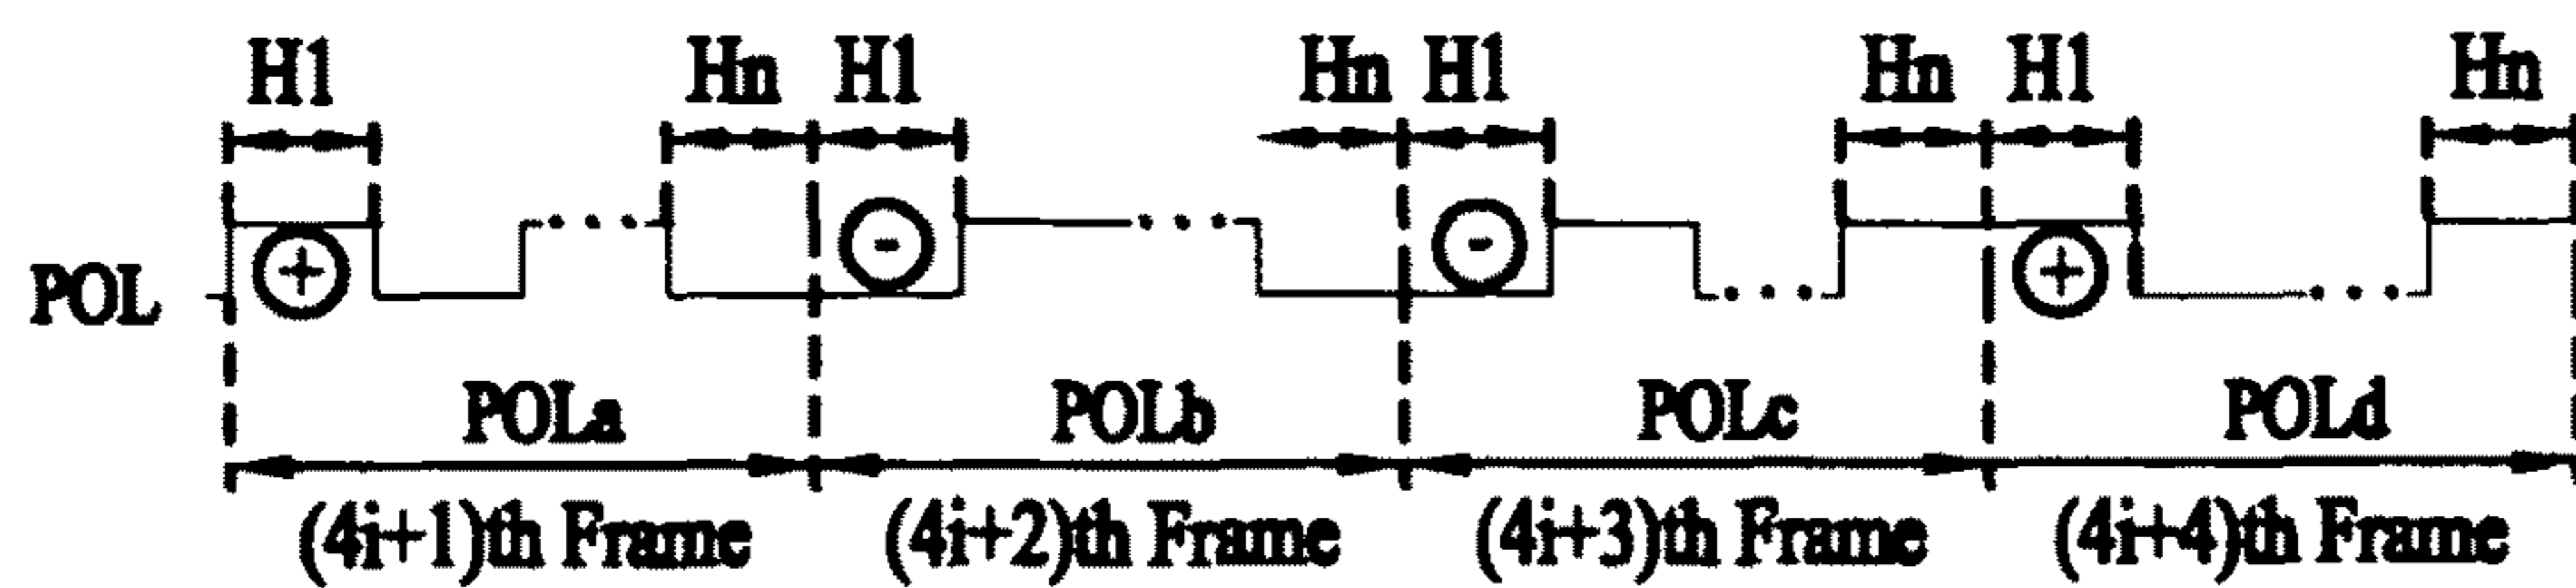 H1 Hn H1 Hn H1 Hn H1 Hn
+ - - +
POL
POLa POLb POLc POLd
(4i+1)th Frame (4i+2)th Frame (4i+3)th Frame (4i+4)th Frame